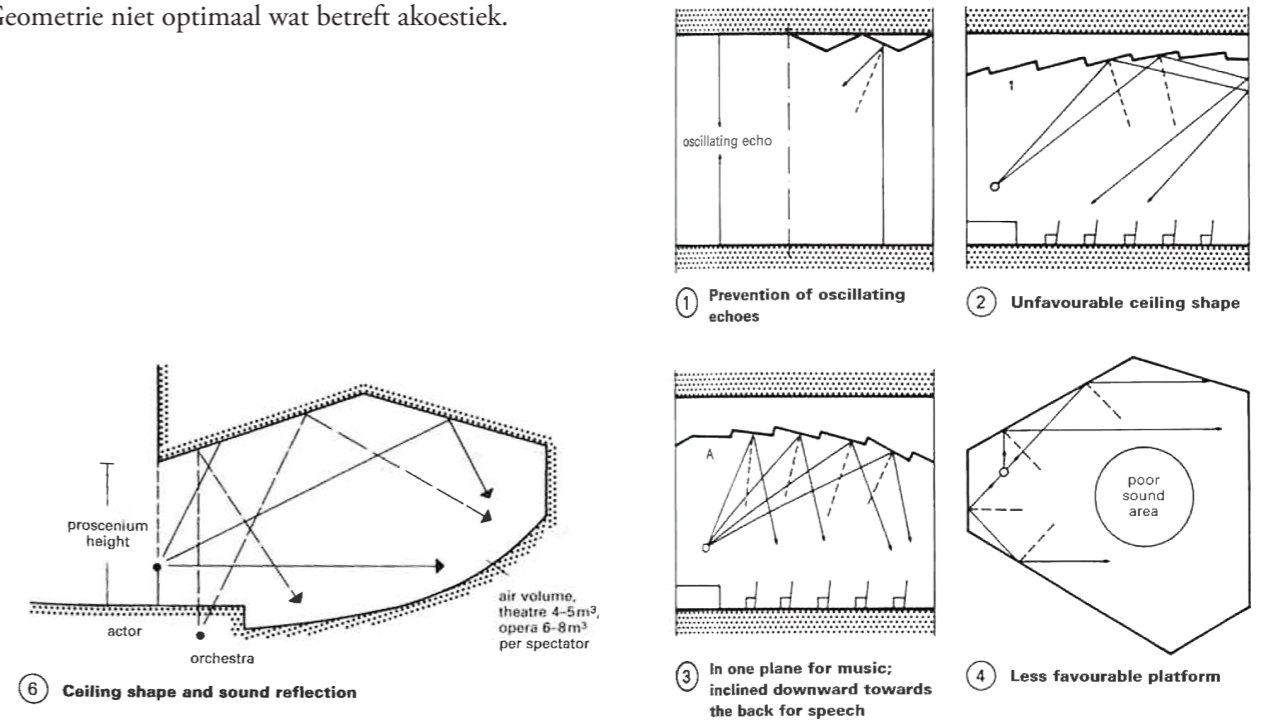 Geometrie niet optimaal wat betreft akoestiek.
oscillating echo
1 Prevention of oscillating
echoes
1
2 Unfavourable ceiling shape
proscenium
height
actor
orchestra
air volume,
theatre 4–5m³,
opera 6–8m³
per spectator
6 Ceiling shape and sound reflection
A
3 In one plane for music;
inclined downward towards
the back for speech
poor
sound
area
4 Less favourable platform